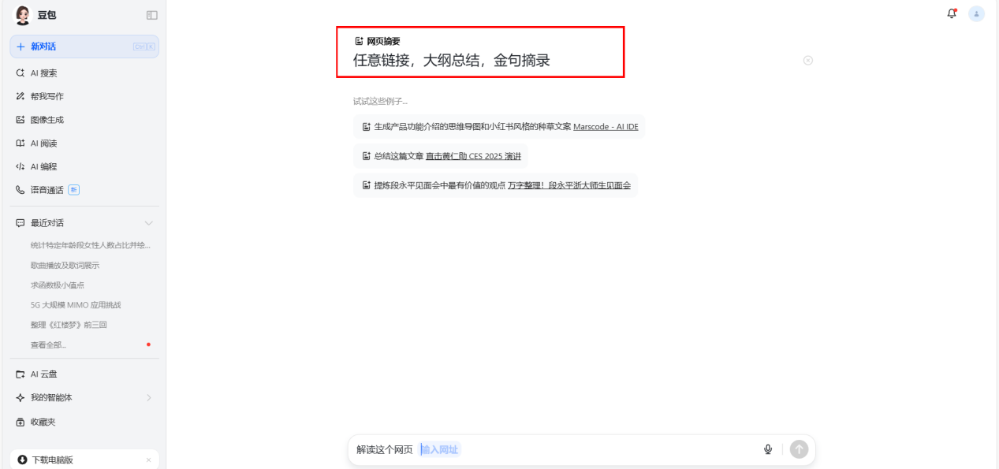 豆包
新对话
Ctrl K
AI 搜索
帮我写作
图像生成
AI 阅读
AI 编程
语音通话 新
最近对话
统计特定年龄段女性人数占比并绘...
歌曲播放及歌词展示
求函数极小值点
5G 大规模 MIMO 应用挑战
整理《红楼梦》前三回
查看全部...
AI 云盘
我的智能体
收藏夹
下载电脑版
网页摘要
任意链接，大纲总结，金句摘录
试试这些例子...
生成产品功能介绍的思维导图和小红书风格的种草文案 Marscode - AI IDE
总结这篇文章 直击黄仁勋 CES 2025 演讲
提炼段永平见面会中最有价值的观点 万字整理！段永平浙大师生见面会
解读这个网页 输入网址